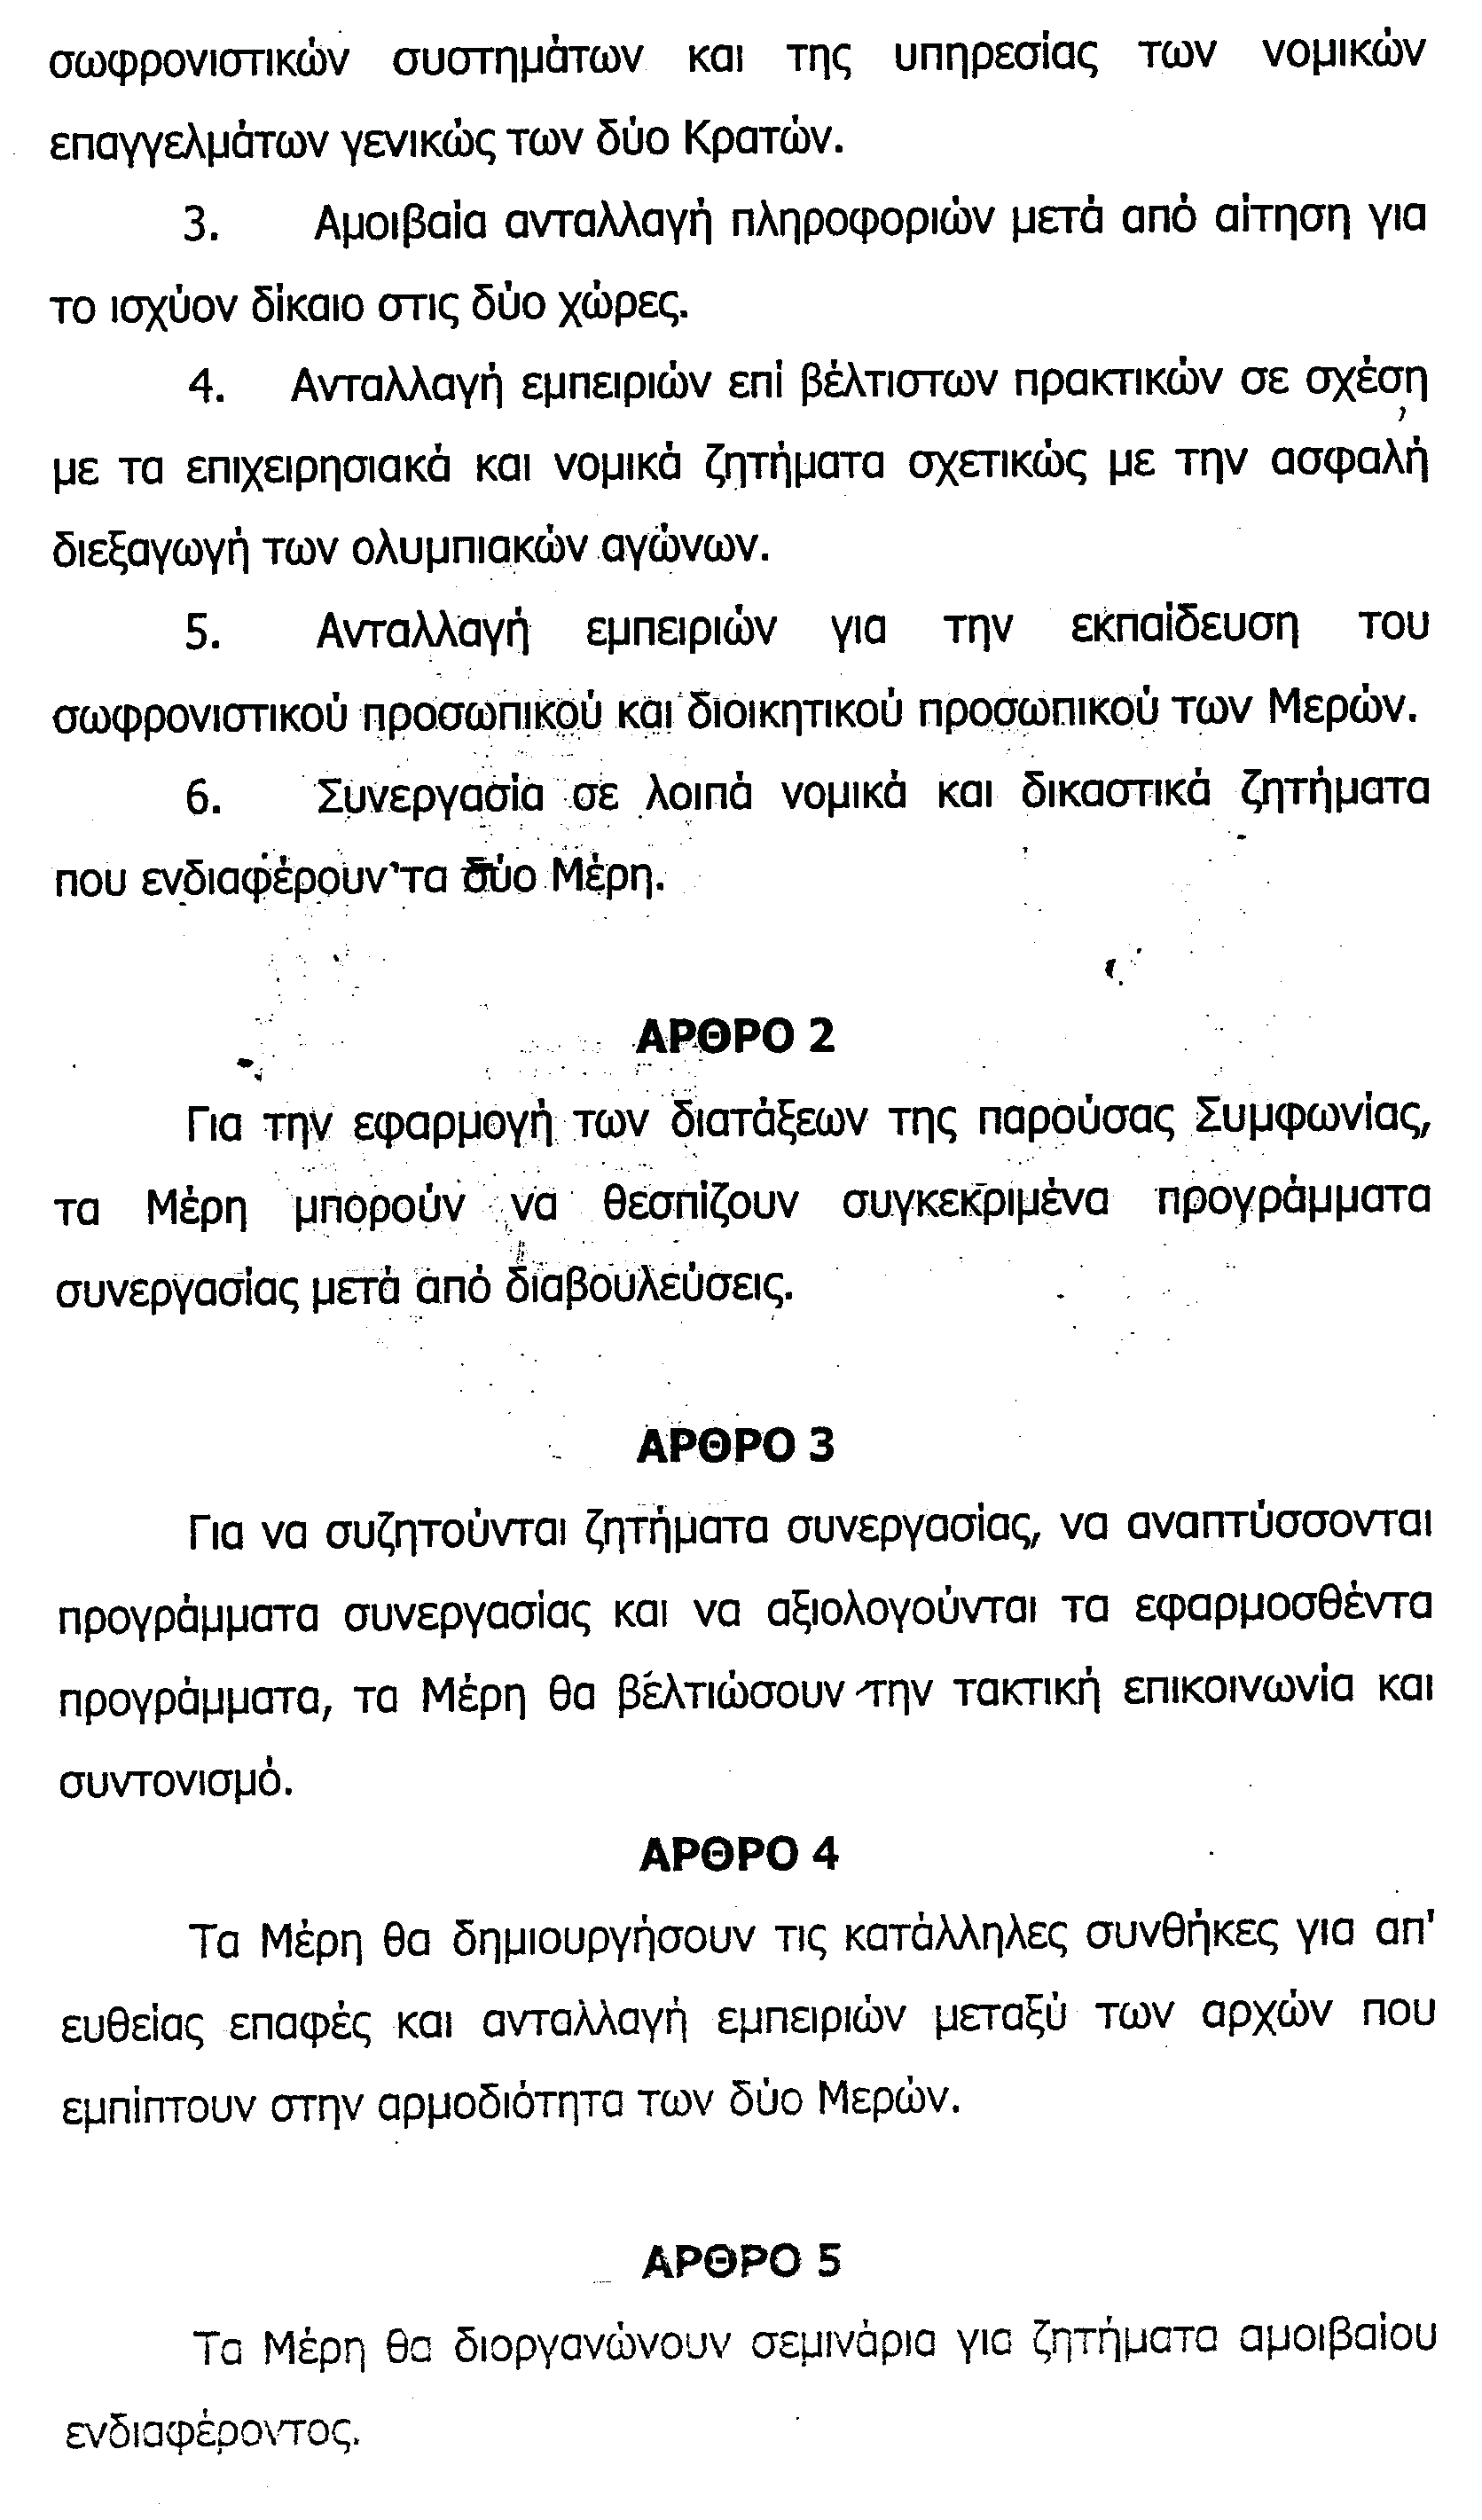 σωφρονιστικών συστημάτων και της υπηρεσίας των νομικών
επαγγελμάτων γενικώς των δύο Κρατών.
3. Αμοιβαία ανταλλαγή πληροφοριών μετά από αίτηση για
το ισχύον δίκαιο στις δύο χώρες.
4. Ανταλλαγή εμπειριών επί βέλτιστων πρακτικών σε σχέση
με τα επιχειρησιακά και νομικά ζητήματα σχετικώς με την ασφαλή
διεξαγωγή των ολυμπιακών αγώνων.
5. Ανταλλαγή εμπειριών για την εκπαίδευση του
σωφρονιστικού προσωπικού και διοικητικού προσωπικού των Μερών.
6. Συνεργασία σε λοιπά νομικά και δικαστικά ζητήματα
που ενδιαφέρουν τα δύο Μέρη.
ΑΡΘΡΟ 2
Για την εφαρμογή των διατάξεων της παρούσας Συμφωνίας,
τα Μέρη μπορούν να θεσπίζουν συγκεκριμένα προγράμματα
συνεργασίας μετά από διαβουλεύσεις.
ΑΡΘΡΟ 3
Για να συζητούνται ζητήματα συνεργασίας, να αναπτύσσονται
προγράμματα συνεργασίας και να αξιολογούνται τα εφαρμοσθέντα
προγράμματα, τα Μέρη θα βελτιώσουν την τακτική επικοινωνία και
συντονισμό.
ΑΡΘΡΟ 4
Τα Μέρη θα δημιουργήσουν τις κατάλληλες συνθήκες για απ'
ευθείας επαφές και ανταλλαγή εμπειριών μεταξύ των αρχών που
εμπίπτουν στην αρμοδιότητα των δύο Μερών.
ΑΡΘΡΟ 5
Τα Μέρη θα διοργανώνουν σεμινάρια για ζητήματα αμοιβαίου
ενδιαφέροντος.